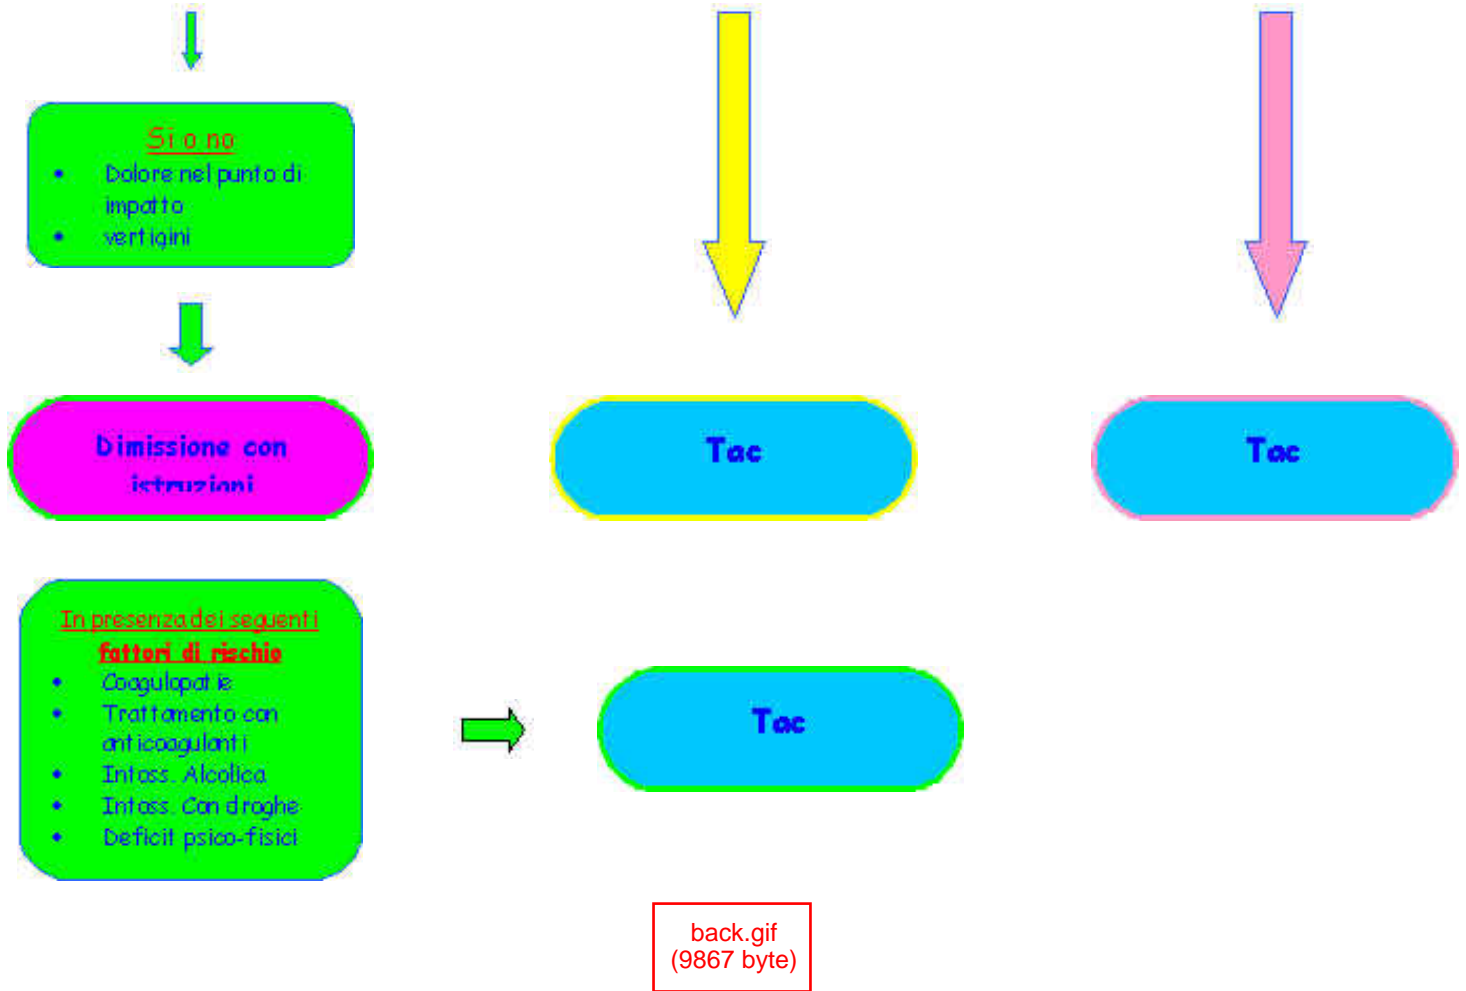 Si o no
• Dolore nel punto di
impatto
• vertigini
Dimissione con
istruzioni
Tac
Tac
In presenza dei seguenti
fattori di rischio
• Coagulopatie
• Trattamento con
anticoagulanti
• Intoss. Alcolica
• Intoss. Con droghe
• Deficit psico-fisici
Tac
back.gif
(9867 byte)